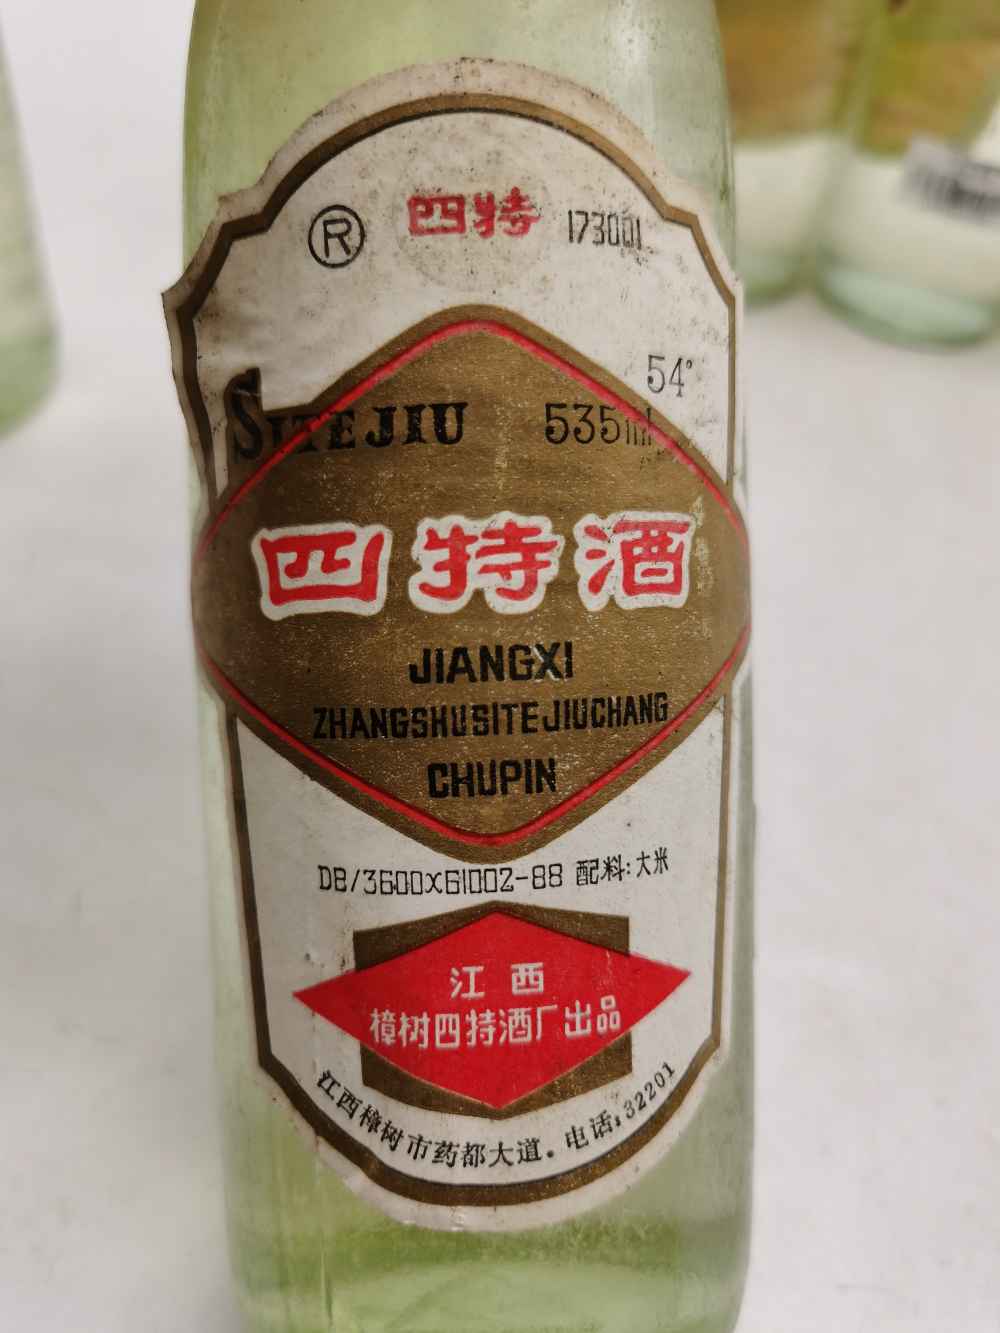 ® 四特 173001
54°
SITEJIU 535ml
四特酒
JIANGXI
ZHANGSHUSITEJIUCHANG
CHUPIN
DB/3600X61002-88 配料:大米
江西
樟树四特酒厂出品
江西樟树市药都大道.电话:32201